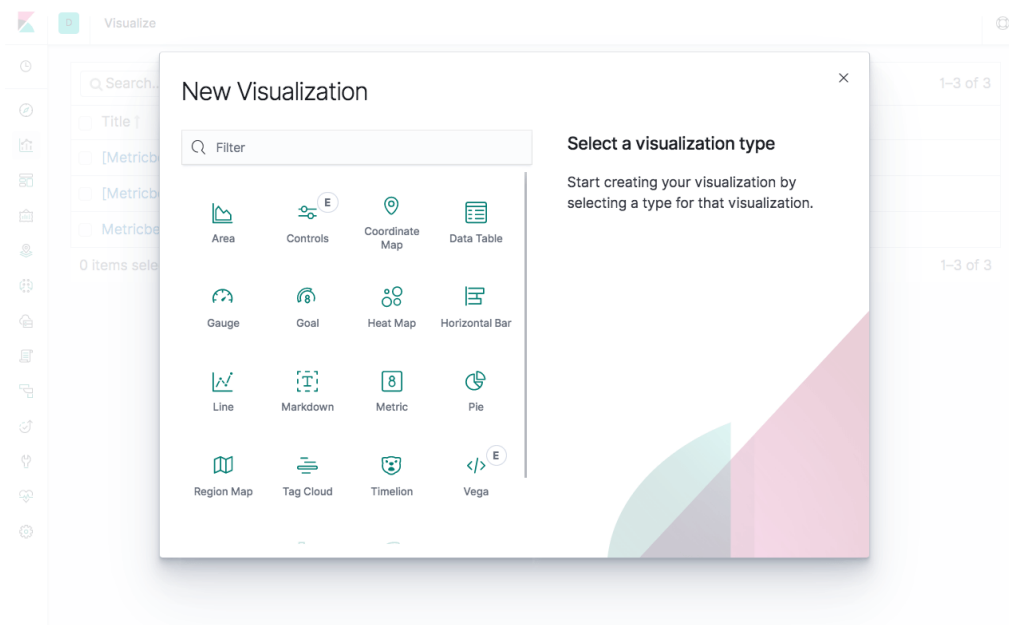 D Visualize
Search...
1–3 of 3
Title ↑
[Metricbe
[Metricbe
Metricbe
0 items sele
1–3 of 3
New Visualization
Filter
Select a visualization type
Start creating your visualization by
selecting a type for that visualization.
E
Area
Controls
Coordinate
Map
Data Table
8
Gauge
Goal
Heat Map
Horizontal Bar
T
8
Line
Markdown
Metric
Pie
E
Region Map
Tag Cloud
Timelion
Vega